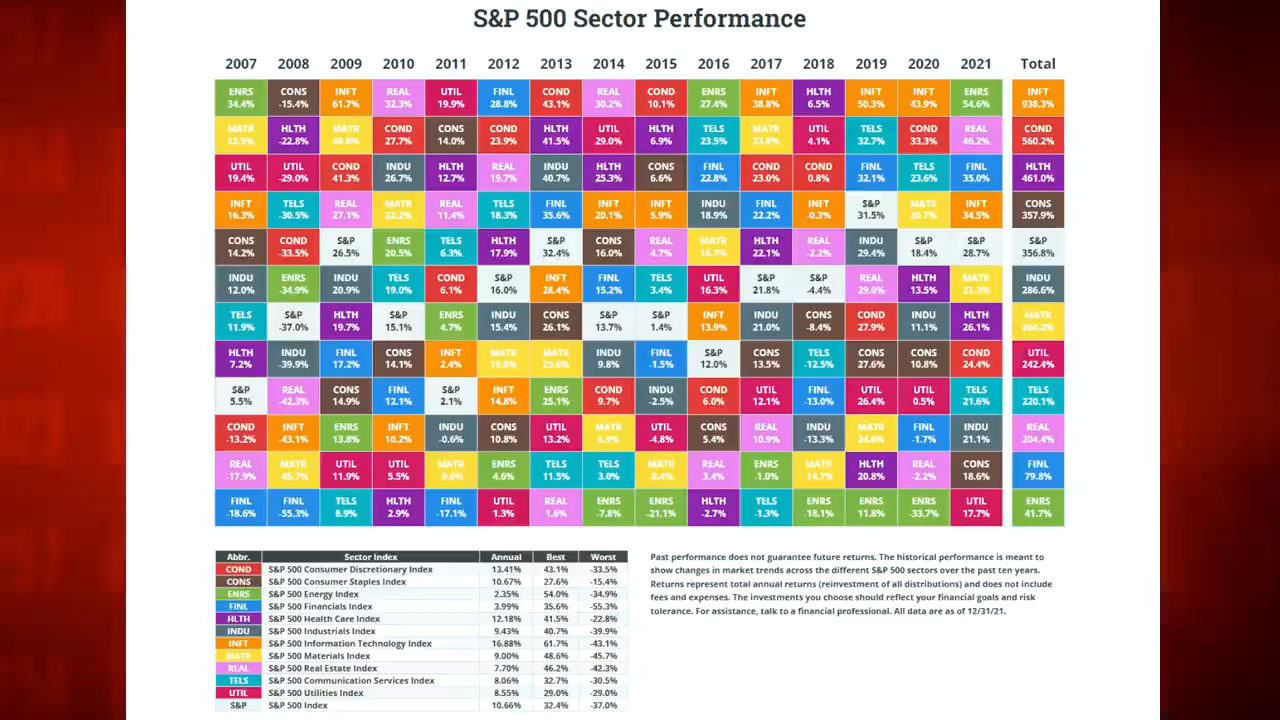 S&P 500 Sector Performance
2007 2008 2009 2010 2011 2012 2013 2014 2015 2016 2017 2018 2019 2020 2021 Total
ENRS CONS INFT REAL UTIL FINL COND REAL COND ENRS INFT HLTH INFT INFT ENRS INFT
34.4% -15.4% 61.7% 32.3% 19.9% 28.8% 43.1% 30.2% 10.1% 27.4% 38.8% 6.5% 50.3% 43.9% 54.6% 938.3%
MATR HLTH MATR COND CONS COND HLTH UTIL HLTH TELS MATR UTIL TELS COND REAL COND
22.5% -22.8% 48.6% 27.7% 14.0% 23.9% 41.5% 29.0% 6.9% 23.5% 23.8% 4.1% 32.7% 33.3% 46.2% 560.2%
UTIL UTIL COND INDU HLTH REAL INDU HLTH CONS FINL COND COND FINL TELS FINL HLTH
19.4% -29.0% 41.3% 26.7% 12.7% 19.7% 40.7% 25.3% 6.6% 22.8% 23.0% 0.8% 32.1% 23.6% 35.0% 461.0%
INFT TELS REAL MATR REAL TELS FINL INFT INFT INDU FINL INFT S&P MATR INFT CONS
16.3% -30.5% 27.1% 22.2% 11.4% 18.3% 35.6% 20.1% 5.9% 18.9% 22.2% -0.3% 31.5% 20.7% 34.5% 357.9%
CONS COND S&P ENRS TELS HLTH S&P CONS REAL MATR HLTH REAL INDU S&P S&P S&P
14.2% -33.5% 26.5% 20.5% 6.3% 17.9% 32.4% 16.0% 4.7% 16.7% 22.1% -2.2% 29.4% 18.4% 28.7% 356.8%
INDU ENRS INDU TELS COND S&P INFT FINL TELS UTIL S&P S&P REAL HLTH MATR INDU
12.0% -34.9% 20.9% 19.0% 6.1% 16.0% 28.4% 15.2% 3.4% 16.3% 21.8% -4.4% 29.0% 13.5% 27.3% 286.6%
TELS S&P HLTH S&P ENRS INDU CONS S&P S&P INFT INDU CONS COND INDU HLTH MATR
11.9% -37.0% 19.7% 15.1% 4.7% 15.4% 26.1% 13.7% 1.4% 13.9% 21.0% -8.4% 27.9% 11.1% 26.1% 264.2%
HLTH INDU FINL CONS INFT MATR MATR INDU FINL S&P CONS TELS CONS CONS COND UTIL
7.2% -39.9% 17.2% 14.1% 2.4% 15.0% 25.6% 9.8% -1.5% 12.0% 13.5% -12.5% 27.6% 10.8% 24.4% 242.4%
S&P REAL CONS FINL S&P INFT ENRS COND INDU COND UTIL FINL UTIL UTIL TELS TELS
5.5% -42.3% 14.9% 12.1% 2.1% 14.8% 25.1% 9.7% -2.5% 6.0% 12.1% -13.0% 26.4% 0.5% 21.6% 220.1%
COND INFT ENRS INFT INDU CONS UTIL MATR UTIL CONS REAL INDU MATR FINL INDU REAL
-13.2% -43.1% 13.8% 10.2% -0.6% 10.8% 13.2% 6.9% -4.8% 5.4% 10.9% -13.3% 24.6% -1.7% 21.1% 204.4%
REAL MATR UTIL UTIL MATR ENRS TELS TELS MATR REAL ENRS MATR HLTH REAL CONS FINL
-17.9% -45.7% 11.9% 5.5% 4.6% 11.5% 3.0% -8.4% 3.4% -1.0% -14.7% 20.8% -2.2% 18.6% 79.8%
FINL FINL TELS HLTH FINL UTIL REAL ENRS ENRS HLTH TELS ENRS ENRS ENRS UTIL ENRS
-18.6% -55.3% 8.9% 2.9% -17.1% 1.3% 1.6% -7.8% -21.1% -2.7% -1.3% -18.1% 11.8% -33.7% 17.7% 41.7%
Abbr. Sector Index Annual Best Worst
COND S&P 500 Consumer Discretionary Index 13.41% 43.1% -33.5%
CONS S&P 500 Consumer Staples Index 10.67% 27.6% -15.4%
ENRS S&P 500 Energy Index 2.35% 54.0% -34.9%
FINL S&P 500 Financials Index 3.99% 35.6% -55.3%
HLTH S&P 500 Health Care Index 12.18% 41.5% -22.8%
INDU S&P 500 Industrials Index 9.43% 40.7% -39.9%
INFT S&P 500 Information Technology Index 16.88% 61.7% -43.1%
MATR S&P 500 Materials Index 9.00% 48.6% -45.7%
REAL S&P 500 Real Estate Index 7.70% 46.2% -42.3%
TELS S&P 500 Communication Services Index 8.06% 32.7% -30.5%
UTIL S&P 500 Utilities Index 8.55% 29.0% -29.0%
S&P S&P 500 Index 10.66% 32.4% -37.0%
Past performance does not guarantee future returns. The historical performance is meant to
show changes in market trends across the different S&P 500 sectors over the past ten years.
Returns represent total annual returns (reinvestment of all distributions) and does not include
fees and expenses. The investments you choose should reflect your financial goals and risk
tolerance. For assistance, talk to a financial professional. All data are as of 12/31/21.